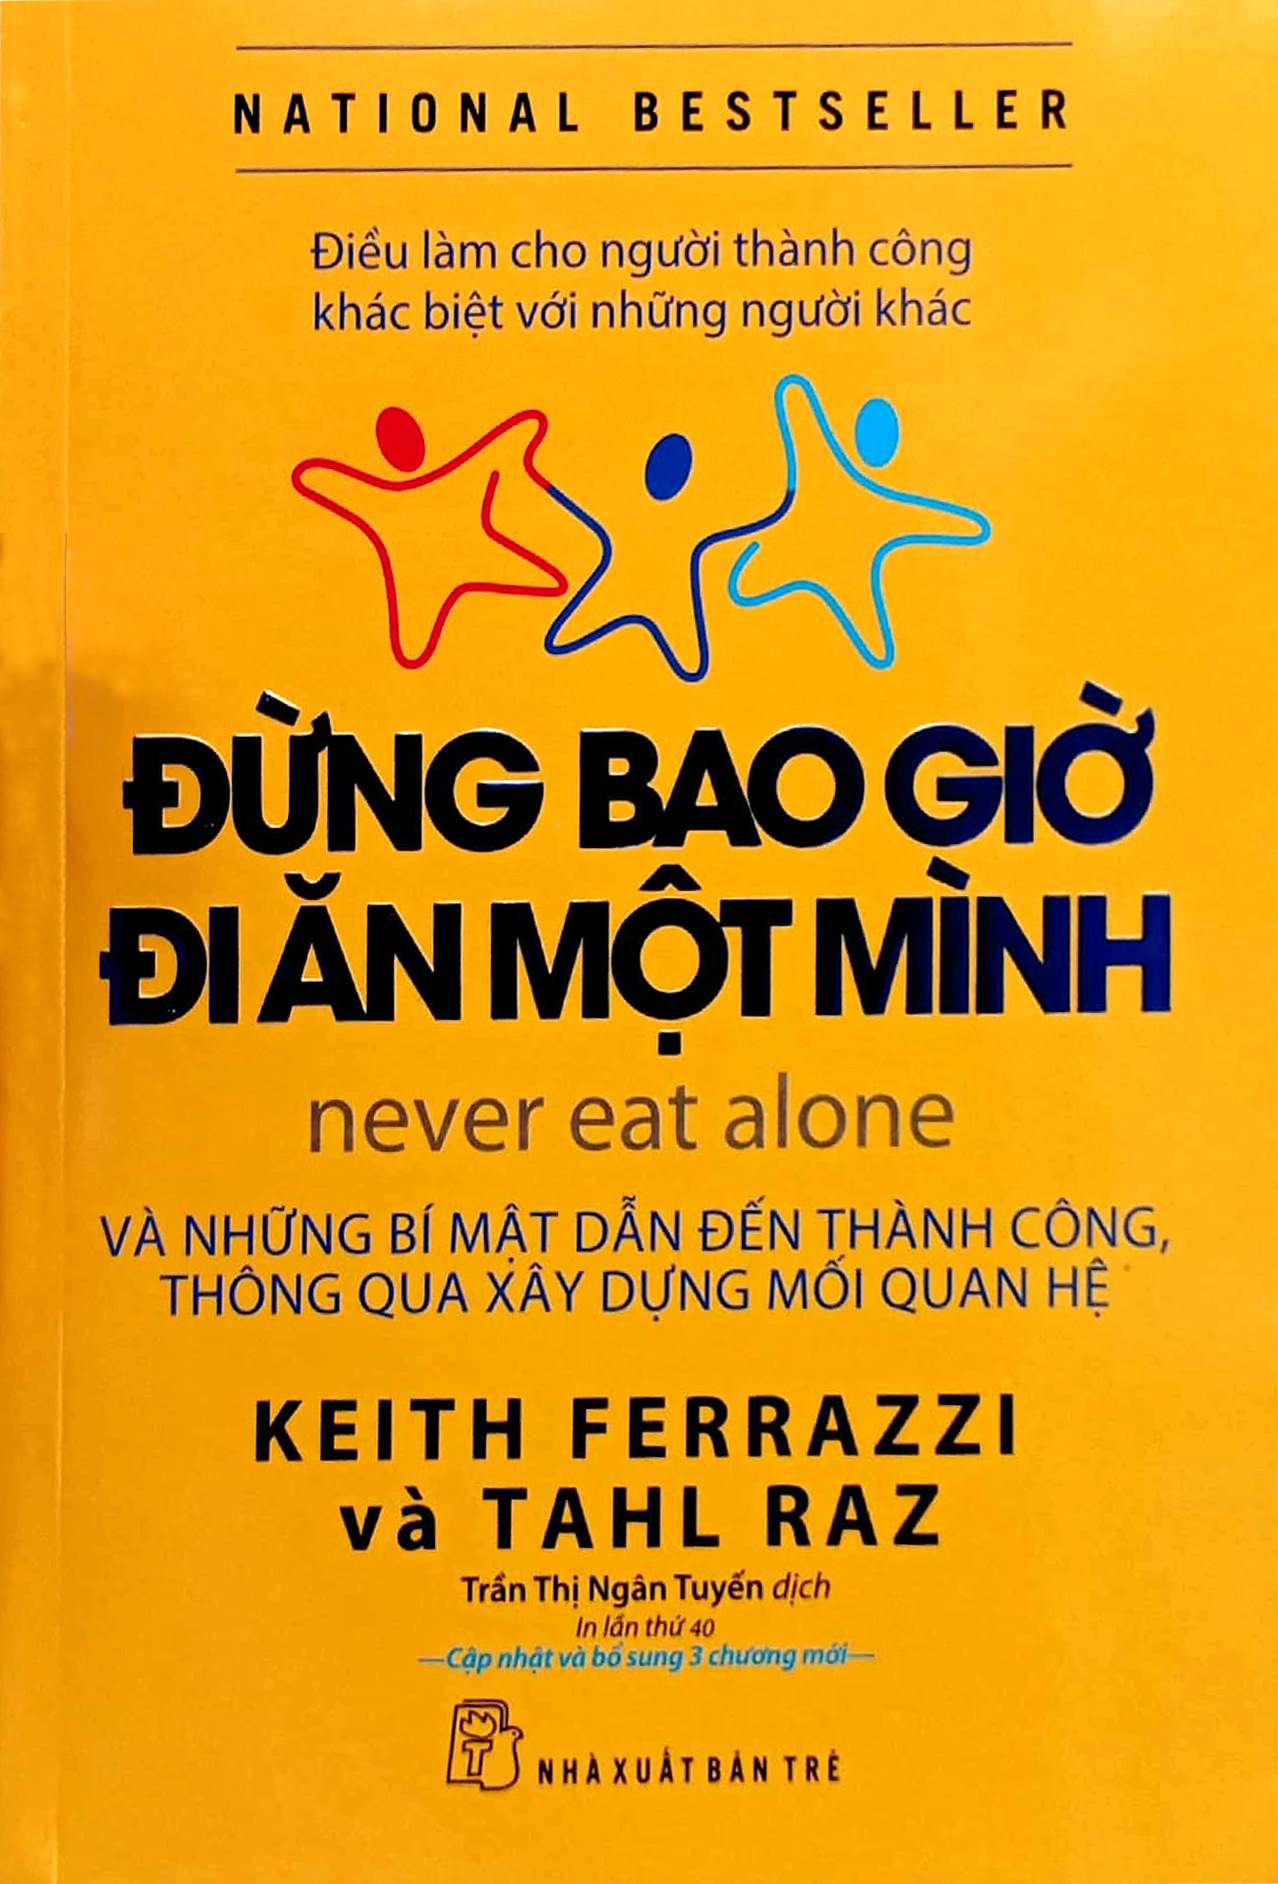 NATIONAL BESTSELLER
Điều làm cho người thành công
khác biệt với những người khác
ĐỪNG BAO GIỜ
ĐI ĂN MỘT MÌNH
never eat alone
VÀ NHỮNG BÍ MẬT DẪN ĐẾN THÀNH CÔNG,
THÔNG QUA XÂY DỰNG MỐI QUAN HỆ
KEITH FERRAZZI
và TAHL RAZ
Trần Thị Ngân Tuyến dịch
In lần thứ 40
—Cập nhật và bổ sung 3 chương mới—
T
NHÀ XUẤT BẢN TRẺ